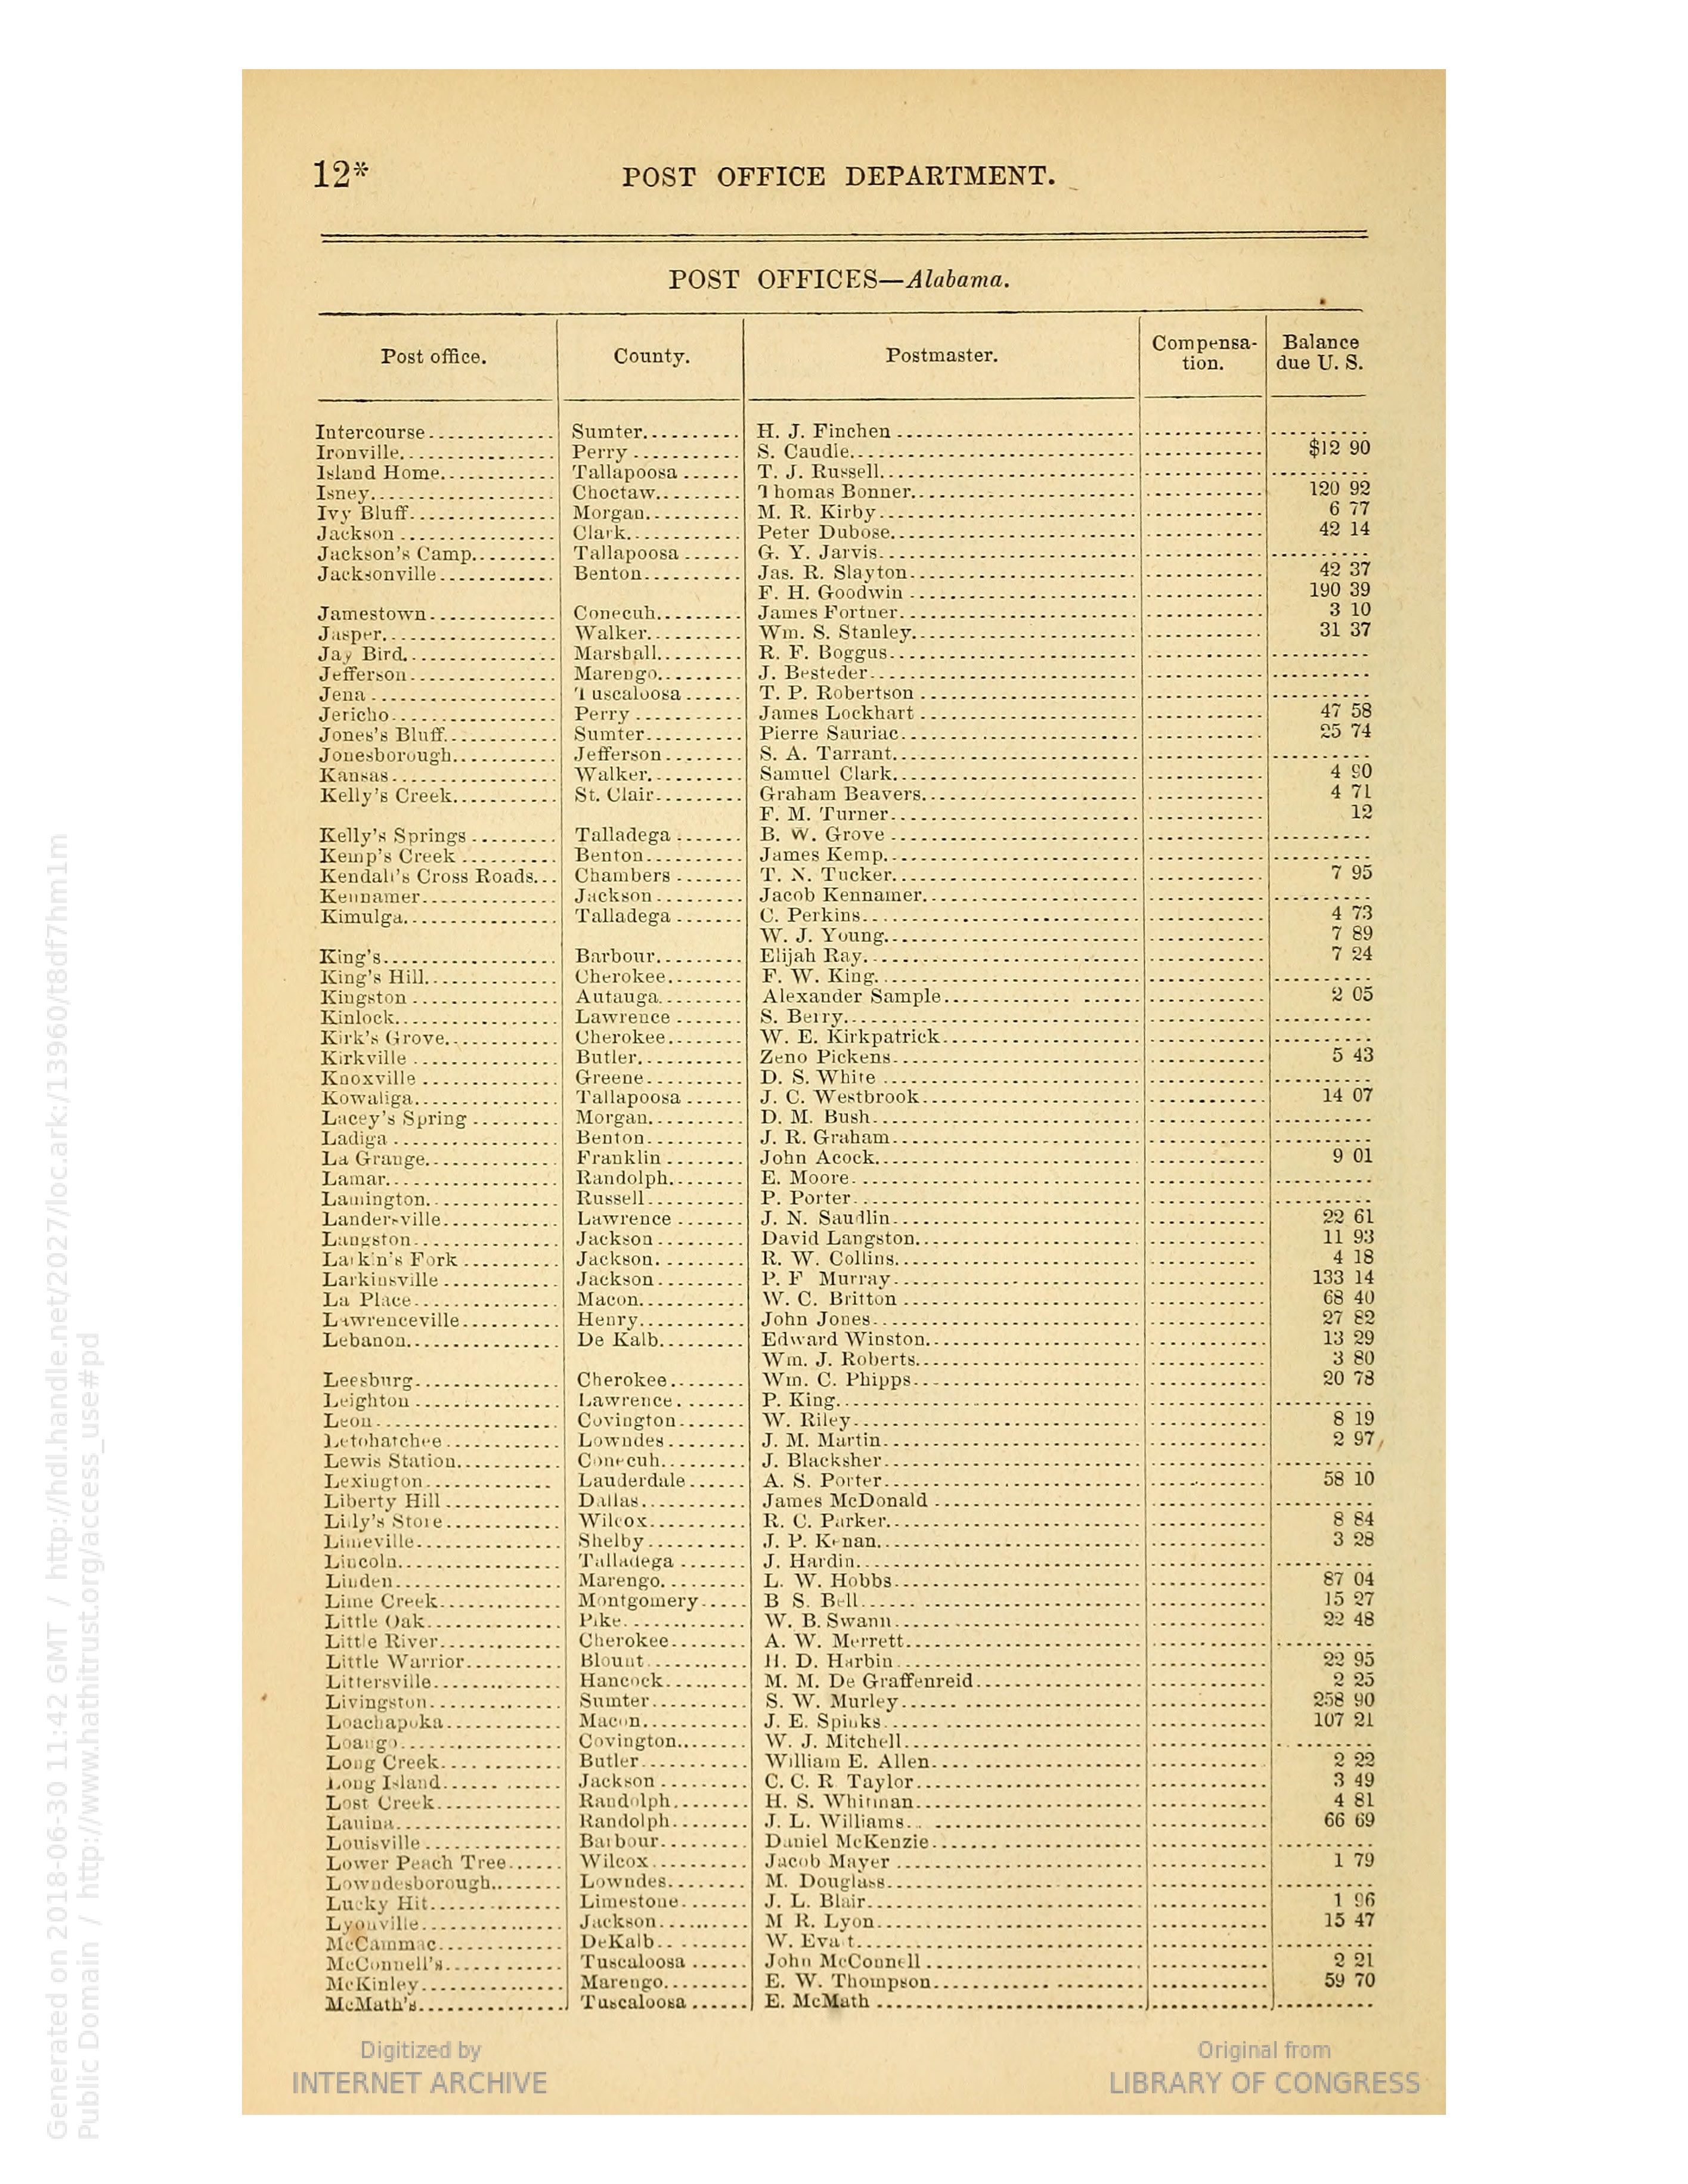 12* POST OFFICE DEPARTMENT.
POST OFFICES—Alabama.
Post office. County. Postmaster. Compensa- Balance
tion. due U. S.
Intercourse Sumter H. J. Finchen
Ironville Perry S. Caudle $12 90
Island Home Tallapoosa T. J. Russell
Isney Choctaw Thomas Bonner 120 92
Ivy Bluff Morgan M. R. Kirby 6 77
Jackson Clark Peter Dubose 42 14
Jackson's Camp Tallapoosa G. Y. Jarvis
Jacksonville Benton Jas. R. Slayton 42 37
F. H. Goodwin 190 39
Jamestown Conecuh James Fortner 3 10
Jasper Walker Wm. S. Stanley 31 37
Jay Bird Marshall R. F. Boggus
Jefferson Marengo J. Besteder
Jena Tuscaloosa T. P. Robertson
Jericho Perry James Lockhart 47 58
Jones's Bluff Sumter Pierre Sauriac 25 74
Jonesborough Jefferson S. A. Tarrant
Kansas Walker Samuel Clark 4 90
Kelly's Creek St. Clair Graham Beavers 4 71
F. M. Turner 12
Kelly's Springs Talladega B. W. Grove
Kemp's Creek Benton James Kemp
Kendall's Cross Roads Chambers T. N. Tucker 7 95
Kennamer Jackson Jacob Kennamer
Kimulga Talladega C. Perkins 4 73
W. J. Young 7 89
King's Barbour Elijah Ray 7 24
King's Hill Cherokee F. W. King
Kingston Autauga Alexander Sample 2 05
Kinlock Lawrence S. Berry
Kirk's Grove Cherokee W. E. Kirkpatrick
Kirkville Butler Zeno Pickens 5 43
Knoxville Greene D. S. White
Kowaliga Tallapoosa J. C. Westbrook 14 07
Lacey's Spring Morgan D. M. Bush
Ladiga Benton J. R. Graham
La Grange Franklin John Acock 9 01
Lamar Randolph E. Moore
Lamington Russell P. Porter
Landersville Lawrence J. N. Sandlin 22 61
Langston Jackson David Langston 11 93
Larkin's Fork Jackson R. W. Collins 4 18
Larkinsville Jackson P. F Murray 133 14
La Place Macon W. C. Britton 68 40
Lawrenceville Henry John Jones 27 82
Lebanon De Kalb Edward Winston 13 29
Wm. J. Roberts 3 80
Leesburg Cherokee Wm. C. Phipps 20 78
Leighton Lawrence P. King
Leon Covington W. Riley 8 19
Letohatchee Lowndes J. M. Martin 2 97
Lewis Station Conecuh J. Blacksher
Lexington Lauderdale A. S. Porter 58 10
Liberty Hill Dallas James McDonald
Lilly's Store Wilcox R. C. Parker 8 84
Limeville Shelby J. P. Kenan 3 28
Lincoln Talladega J. Hardin
Linden Marengo L. W. Hobbs 87 04
Lime Creek Montgomery B S. Bell 15 27
Little Oak Pike W. B. Swann 22 48
Little River Cherokee A. W. Merrett
Little Warrior Blount H. D. Harbin 22 95
Littersville Hancock M. M. De Graffenreid 2 25
Livingston Sumter S. W. Murley 258 90
Loachapoka Macon J. E. Spinks 107 21
Loango Covington W. J. Mitchell
Long Creek Butler William E. Allen 2 22
Long Island Jackson C. C. R. Taylor 3 49
Lost Creek Randolph H. S. Whitman 4 81
Lauina Randolph J. L. Williams 66 69
Louisville Barbour Daniel McKenzie
Lower Peach Tree Wilcox Jacob Mayer 1 79
Lowndesborough Lowndes M. Douglass
Lucky Hit Limestone J. L. Blair 1 96
Lyonville Jackson M R. Lyon 15 47
McCammac DeKalb W.
McConnell's Tuscaloosa John McConnell 2 21
McKinley Marengo E. W. Thompson 59 70
McMath's Tuscaloosa E. McMath
Digitized by Original from
INTERNET ARCHIVE LIBRARY OF CONGRESS
Generated on 2018-06-30 11:42 GMT / http://hdl.handle.net/2027/loc.ark:/13960/t8df7hm1m
Public Domain / http://www.hathitrust.org/access_use#pd